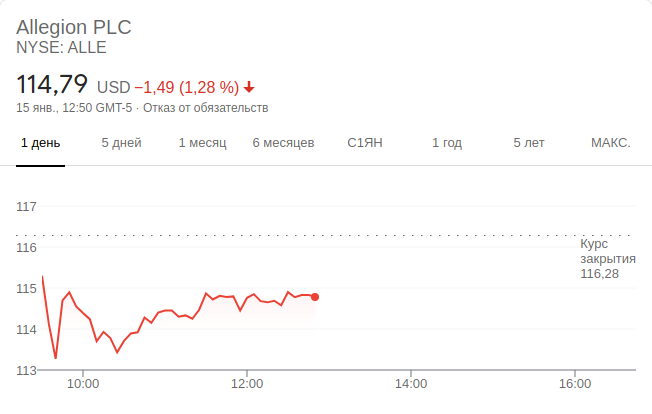 Allegion PLC
NYSE: ALLE
114,79 USD −1,49 (1,28 %)
15 янв., 12:50 GMT-5 · Отказ от обязательств
1 день 5 дней 1 месяц 6 месяцев С1ЯН 1 год 5 лет МАКС.
117
116
115
114
113
Курс
закрытия
116,28
10:00 12:00 14:00 16:00